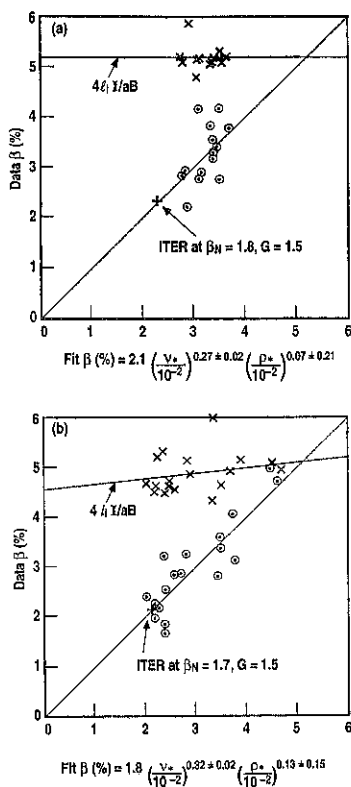 (a)
6
5
4
3
2
1
0
Data β (%)
4ℓi I/aB
ITER at βN = 1.8, G = 1.5
0 1 2 3 4 5 6
Fit β (%) = 2.1 (ν*/10⁻²)^0.27 ± 0.02 (ρ*/10⁻²)^0.07 ± 0.21
(b)
6
5
4
3
2
1
0
Data β (%)
4 ℓi I/aB
ITER at βN = 1.7, G = 1.5
0 1 2 3 4 5 6
Fit β (%) = 1.8 (ν*/10⁻²)^0.32 ± 0.02 (ρ*/10⁻²)^0.13 ± 0.15